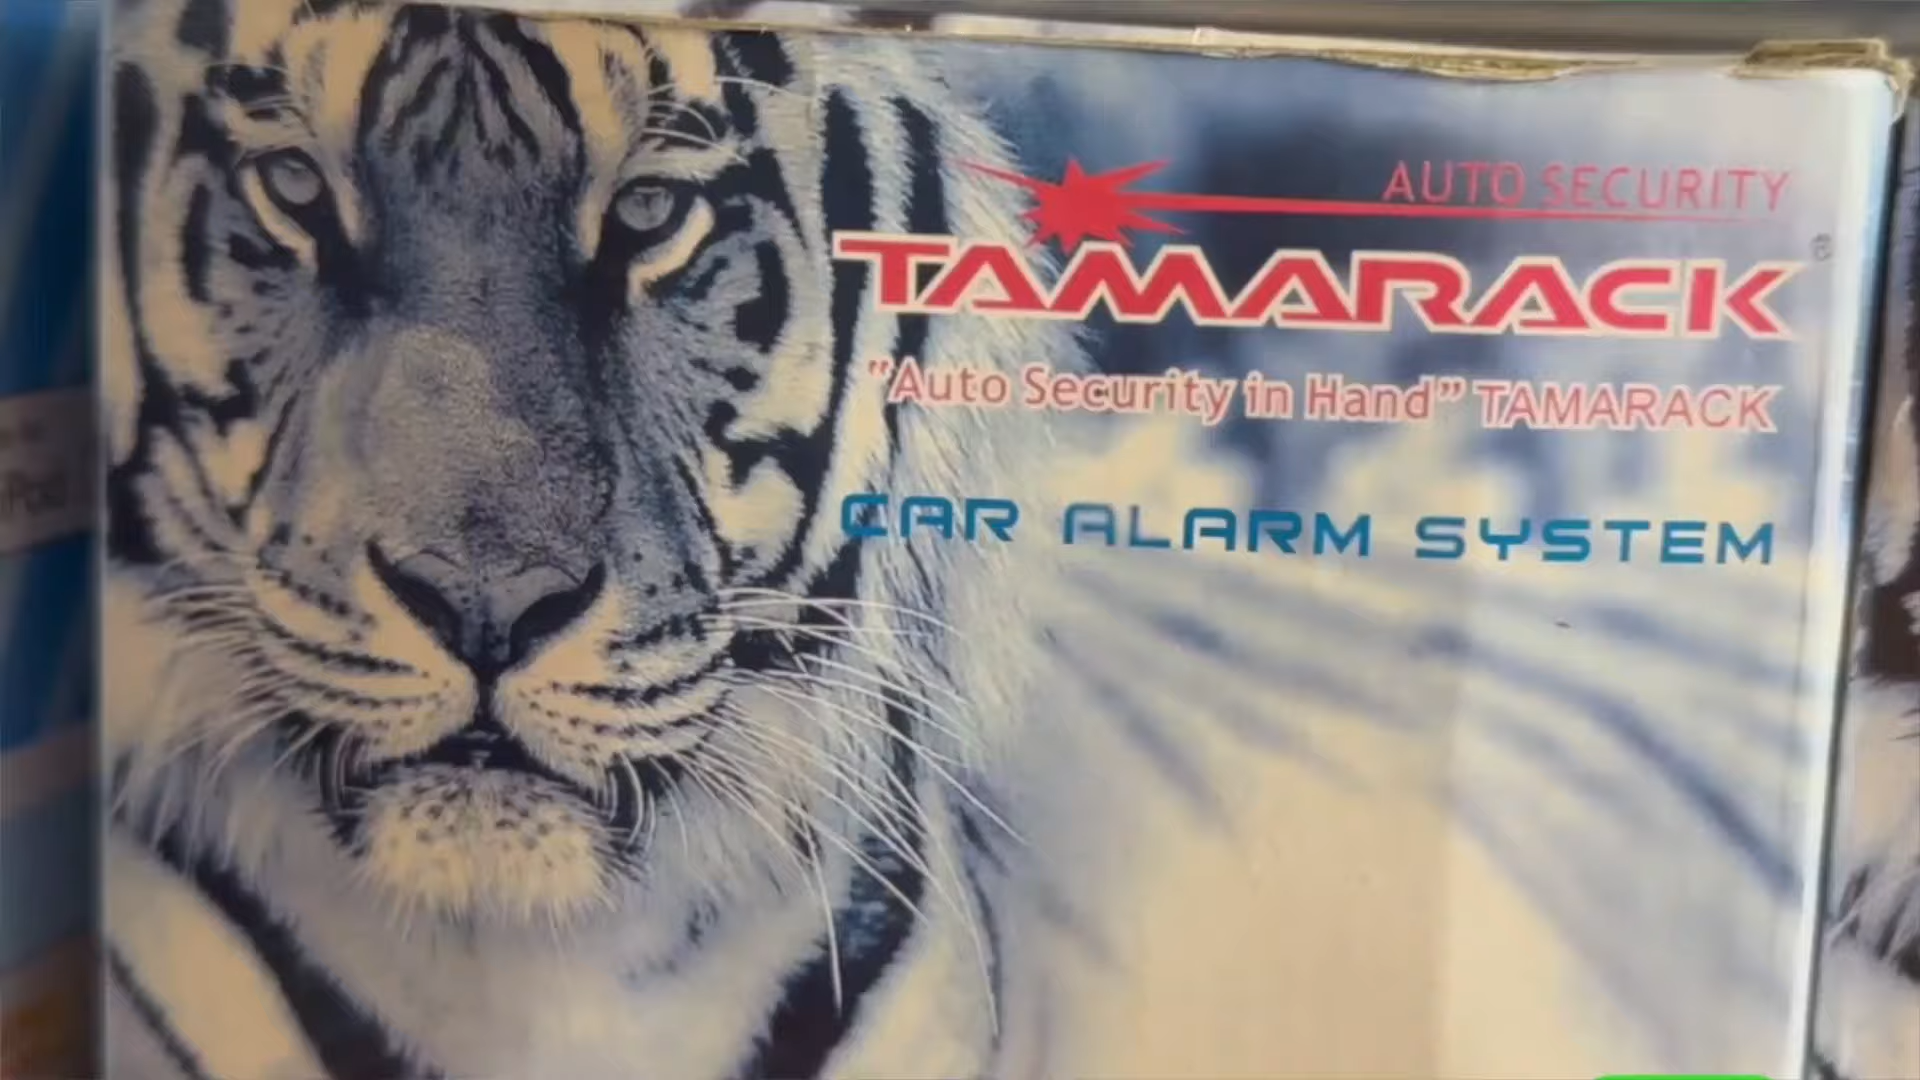 AUTO SECURITY
TAMARACK®
"Auto Security in Hand" TAMARACK
CAR ALARM SYSTEM